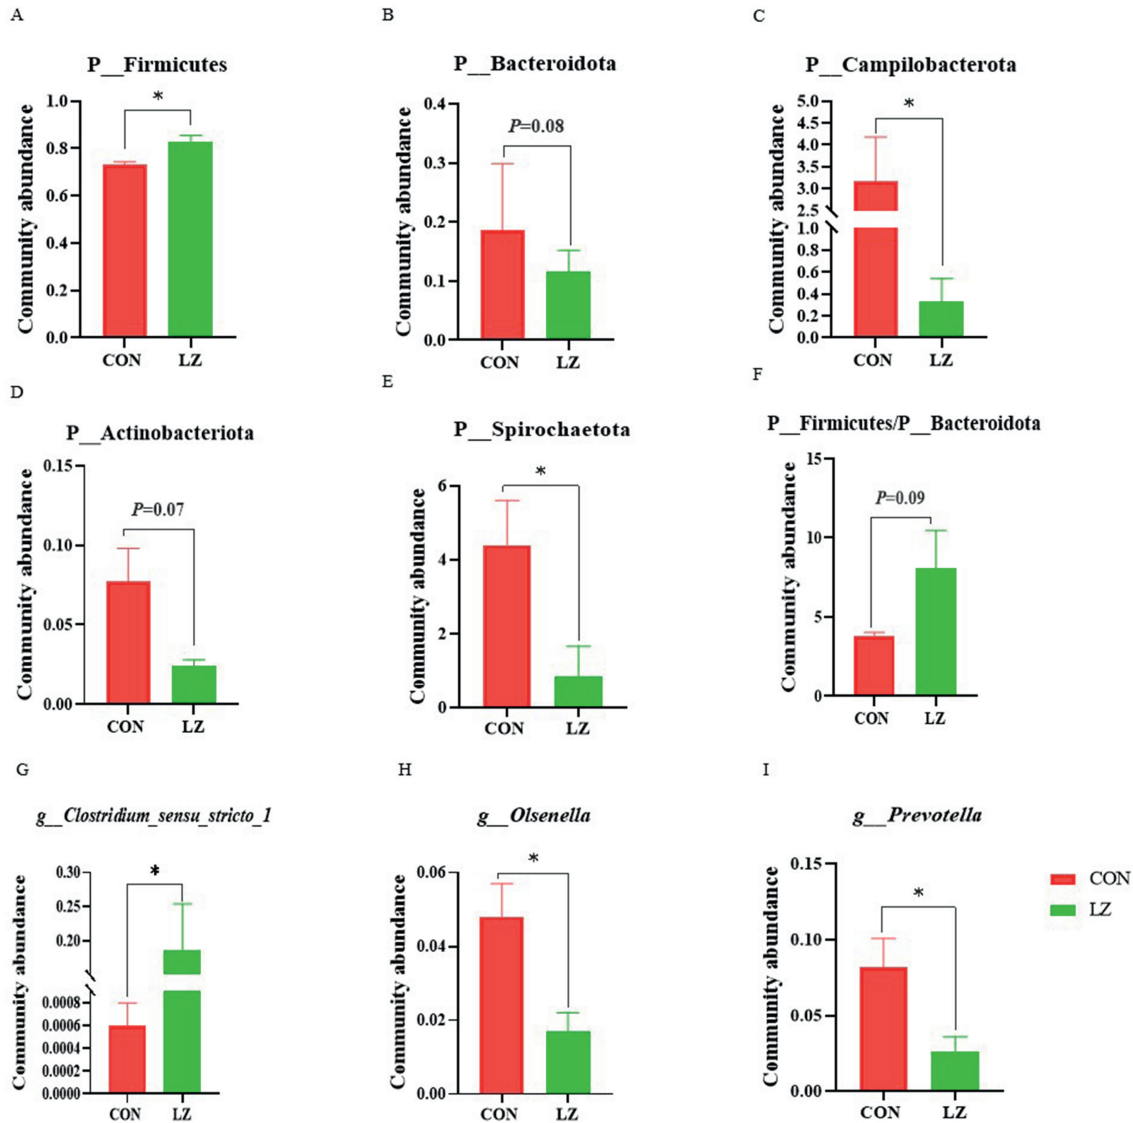 A
P__Firmicutes
Community abundance
1.0
0.8
0.6
0.4
0.2
0.0
*
CON LZ
B
P__Bacteroidota
Community abundance
0.4
0.3
0.2
0.1
0.0
P=0.08
CON LZ
C
P__Campilobacterota
Community abundance
5.0
4.5
4.0
3.5
3.0
2.5
1.0
0.8
0.6
0.4
0.2
0.0
*
CON LZ
D
P__Actinobacteriota
Community abundance
0.15
0.10
0.05
0.00
P=0.07
CON LZ
E
P__Spirochaetota
Community abundance
6
4
2
0
*
CON LZ
F
P__Firmicutes/P__Bacteroidota
Community abundance
15
10
5
0
P=0.09
CON LZ
G
g__Clostridium_sensu_stricto_1
Community abundance
0.30
0.25
0.20
0.0008
0.0006
0.0004
0.0002
0.0000
*
CON LZ
H
g__Olsenella
Community abundance
0.06
0.04
0.02
0.00
*
CON LZ
I
g__Prevotella
Community abundance
0.15
0.10
0.05
0.00
*
CON LZ
CON
LZ